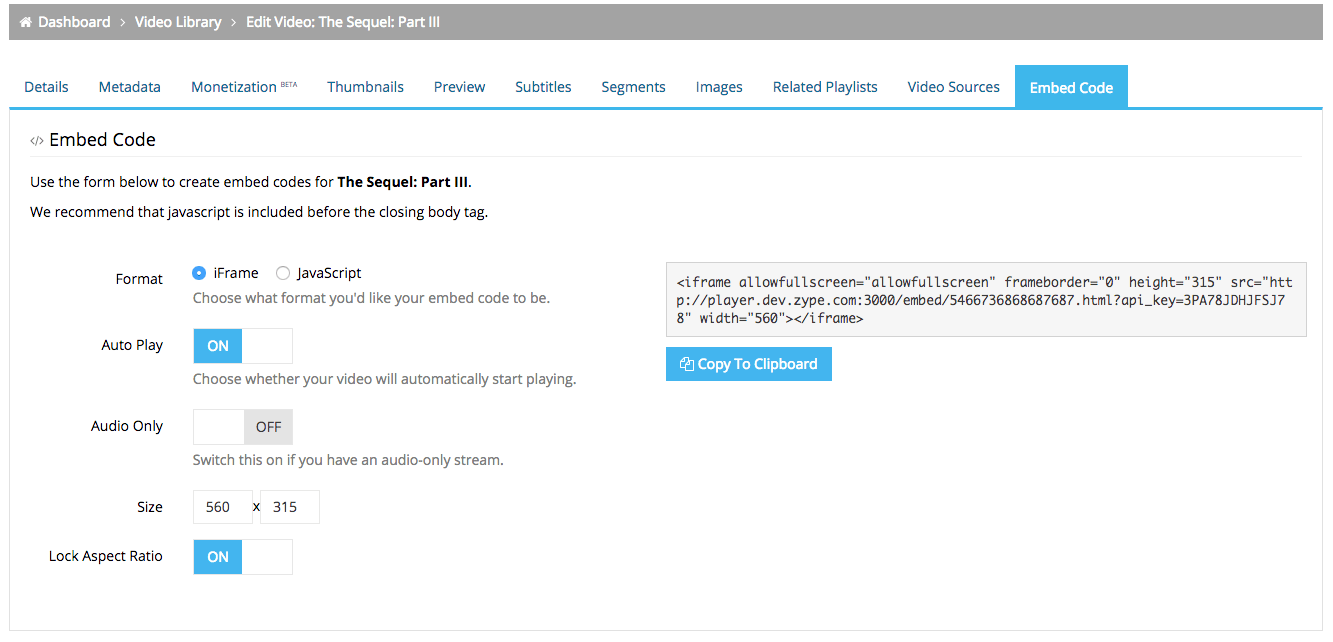 Dashboard > Video Library > Edit Video: The Sequel: Part III
Details Metadata Monetization BETA Thumbnails Preview Subtitles Segments Images Related Playlists Video Sources Embed Code
</> Embed Code
Use the form below to create embed codes for The Sequel: Part III.
We recommend that javascript is included before the closing body tag.
Format iFrame JavaScript
Choose what format you'd like your embed code to be.
Auto Play ON
Choose whether your video will automatically start playing.
Audio Only OFF
Switch this on if you have an audio-only stream.
Size 560 x 315
Lock Aspect Ratio ON
<iframe allowfullscreen="allowfullscreen" frameborder="0" height="315" src="htt
p://player.dev.zype.com:3000/embed/5466736868687687.html?api_key=3PA78JDHJFSJ7
8" width="560"></iframe>
Copy To Clipboard